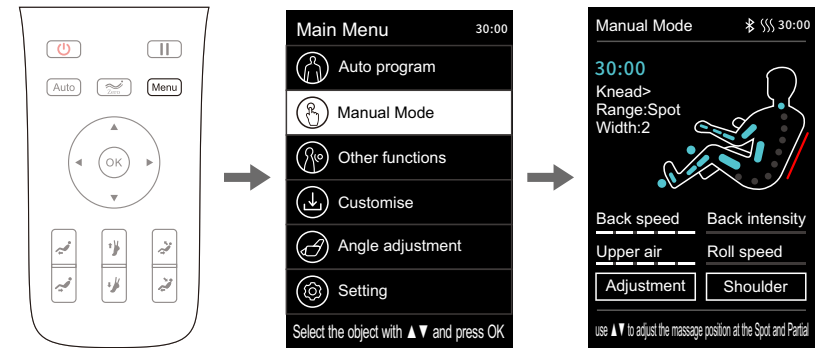 Auto
Zero
Menu
OK
Main Menu 30:00
Auto program
Manual Mode
Other functions
Customise
Angle adjustment
Setting
Select the object with ▲▼ and press OK
Manual Mode 30:00
30:00
Knead>
Range:Spot
Width:2
Back speed Back intensity
Upper air Roll speed
Adjustment Shoulder
use ▲▼ to adjust the massage position at the Spot and Partial